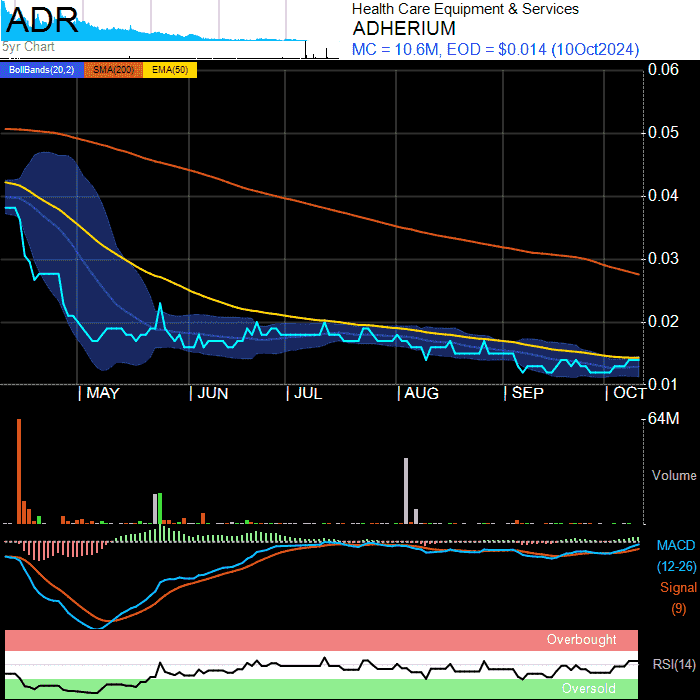 ADR
5yr Chart
Health Care Equipment & Services
ADHERIUM
MC = 10.6M, EOD = $0.014 (10Oct2024)
BollBands(20,2) SMA(200) EMA(50)
0.06
0.05
0.04
0.03
0.02
0.01
MAY JUN JUL AUG SEP OCT
64M
Volume
MACD
(12-26)
Signal
(9)
Overbought
RSI(14)
Oversold